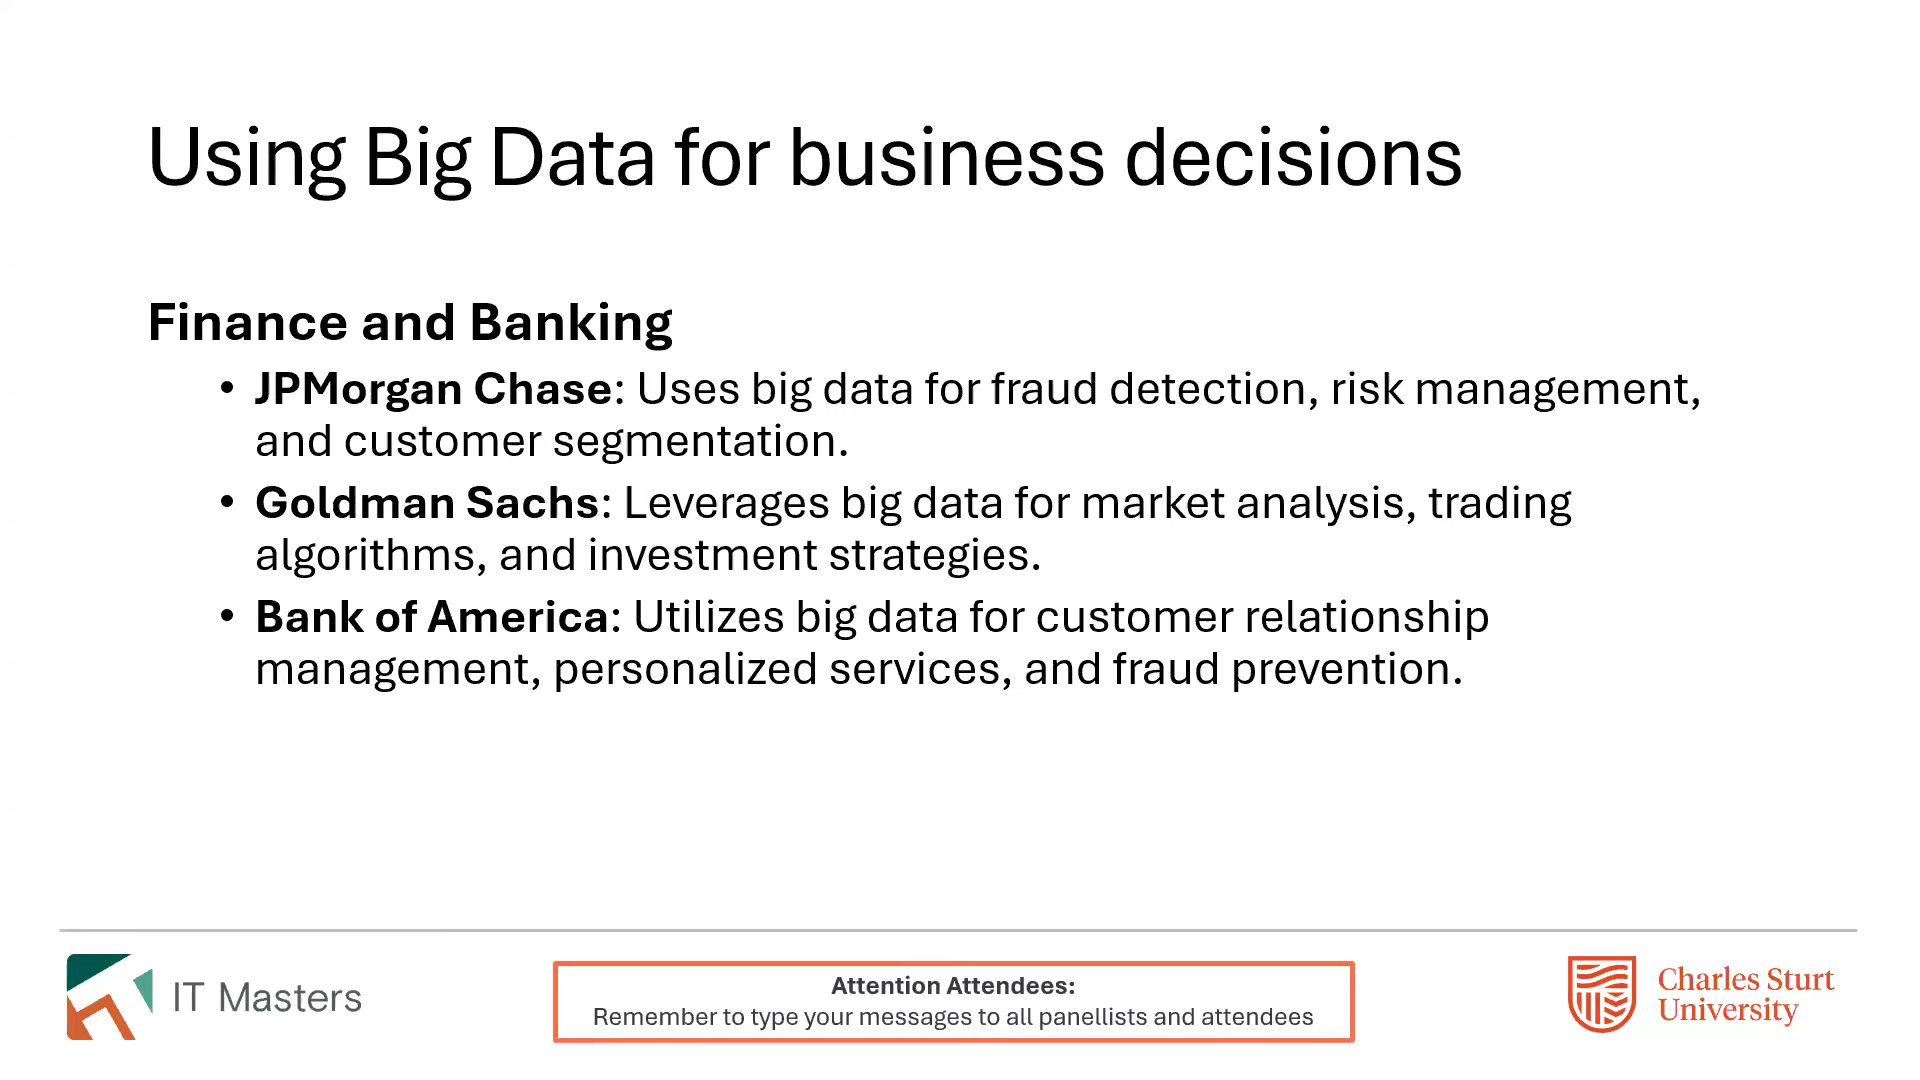 Using Big Data for business decisions
Finance and Banking
• JPMorgan Chase: Uses big data for fraud detection, risk management,
and customer segmentation.
• Goldman Sachs: Leverages big data for market analysis, trading
algorithms, and investment strategies.
• Bank of America: Utilizes big data for customer relationship
management, personalized services, and fraud prevention.
IT Masters
Attention Attendees:
Remember to type your messages to all panellists and attendees
Charles Sturt
University